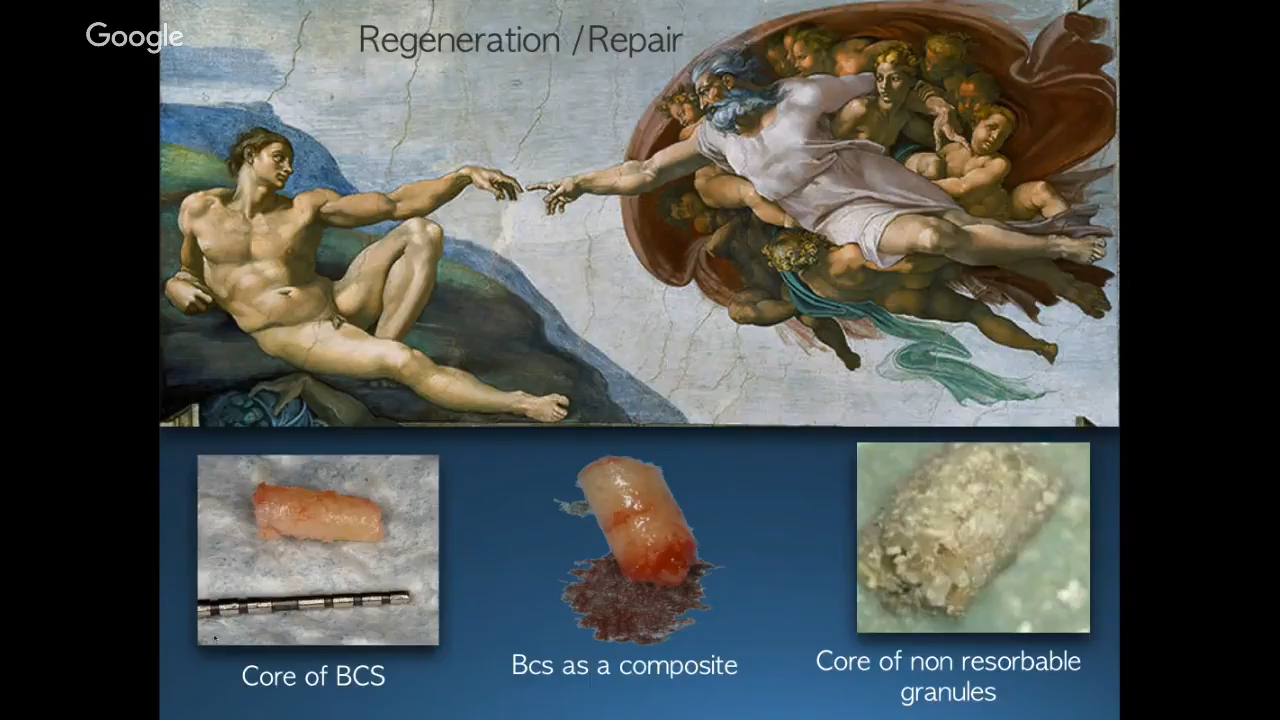 Google
Regeneration /Repair
Core of BCS
Bcs as a composite
Core of non resorbable
granules